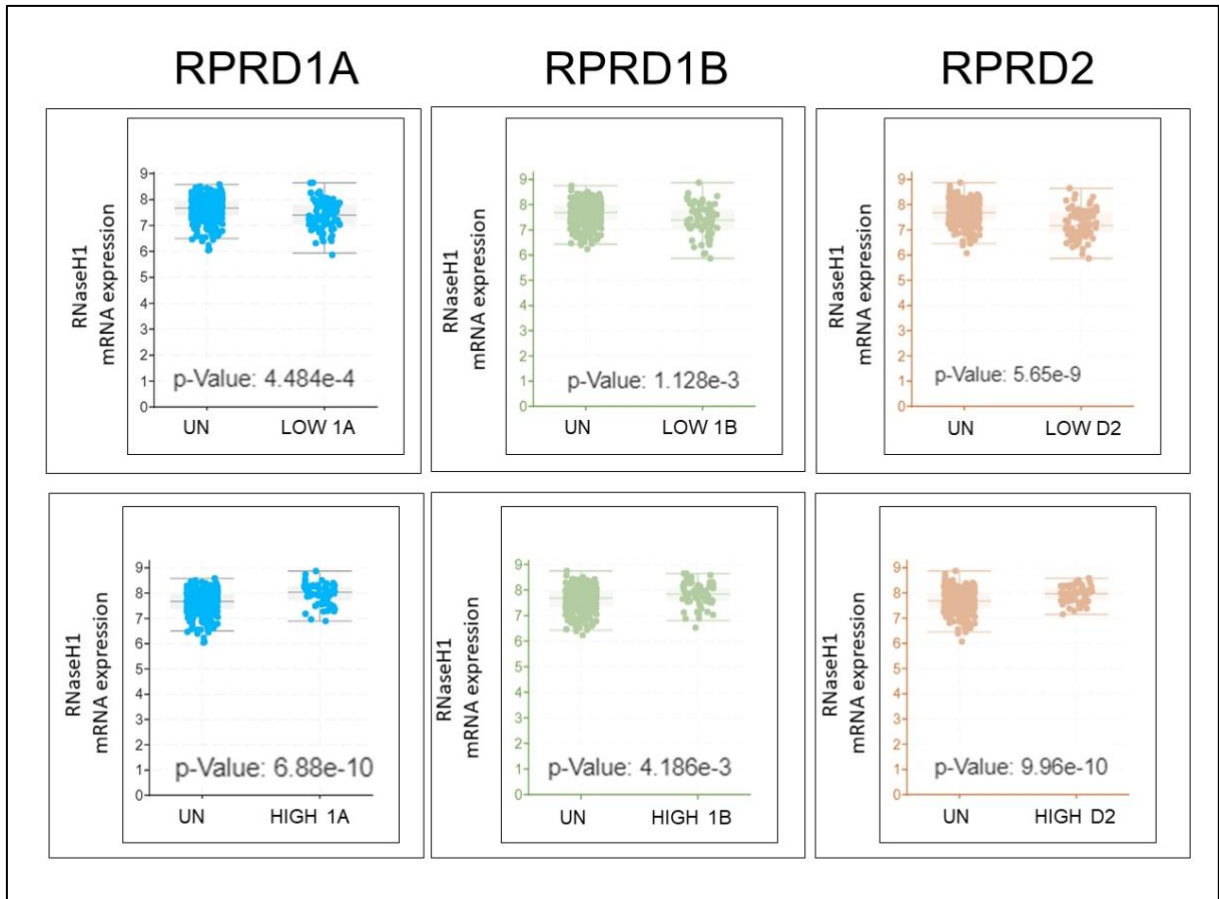 RPRD1A
RPRD1B
RPRD2
RNaseH1
mRNA expression
9
8
7
6
5
4
3
2
1
0
p-Value: 4.484e-4
UN
LOW 1A
RNaseH1
mRNA expression
9
8
7
6
5
4
3
2
1
0
p-Value: 1.128e-3
UN
LOW 1B
RNaseH1
mRNA expression
9
8
7
6
5
4
3
2
1
0
p-Value: 5.65e-9
UN
LOW D2
RNaseH1
mRNA expression
9
8
7
6
5
4
3
2
1
0
p-Value: 6.88e-10
UN
HIGH 1A
RNaseH1
mRNA expression
9
8
7
6
5
4
3
2
1
0
p-Value: 4.186e-3
UN
HIGH 1B
RNaseH1
mRNA expression
9
8
7
6
5
4
3
2
1
0
p-Value: 9.96e-10
UN
HIGH D2